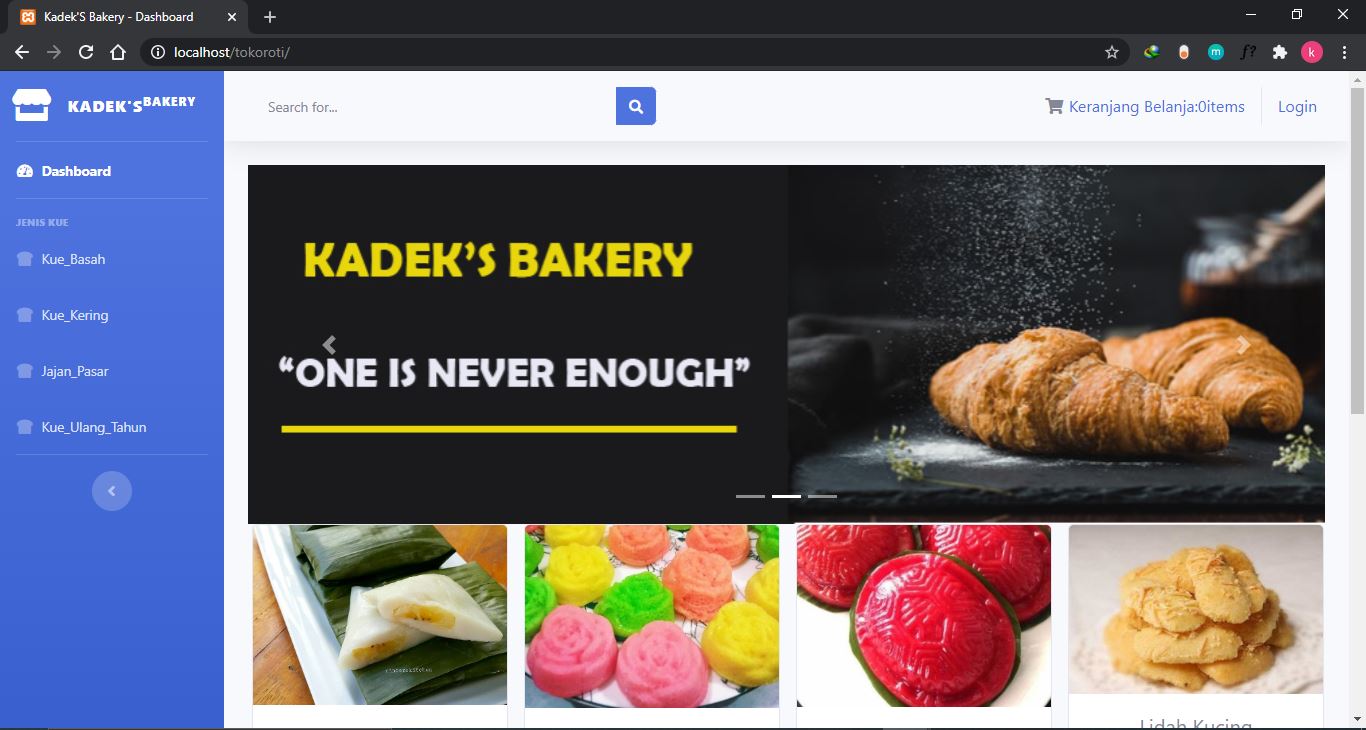 Kadek'S Bakery - Dashboard
localhost/tokoroti/
m
f?
k
KADEK'S BAKERY
Search for...
Keranjang Belanja:0items
Login
Dashboard
JENIS KUE
Kue_Basah
Kue_Kering
Jajan_Pasar
Kue_Ulang_Tahun
KADEK’S BAKERY
“ONE IS NEVER ENOUGH”
Lidah Kucing